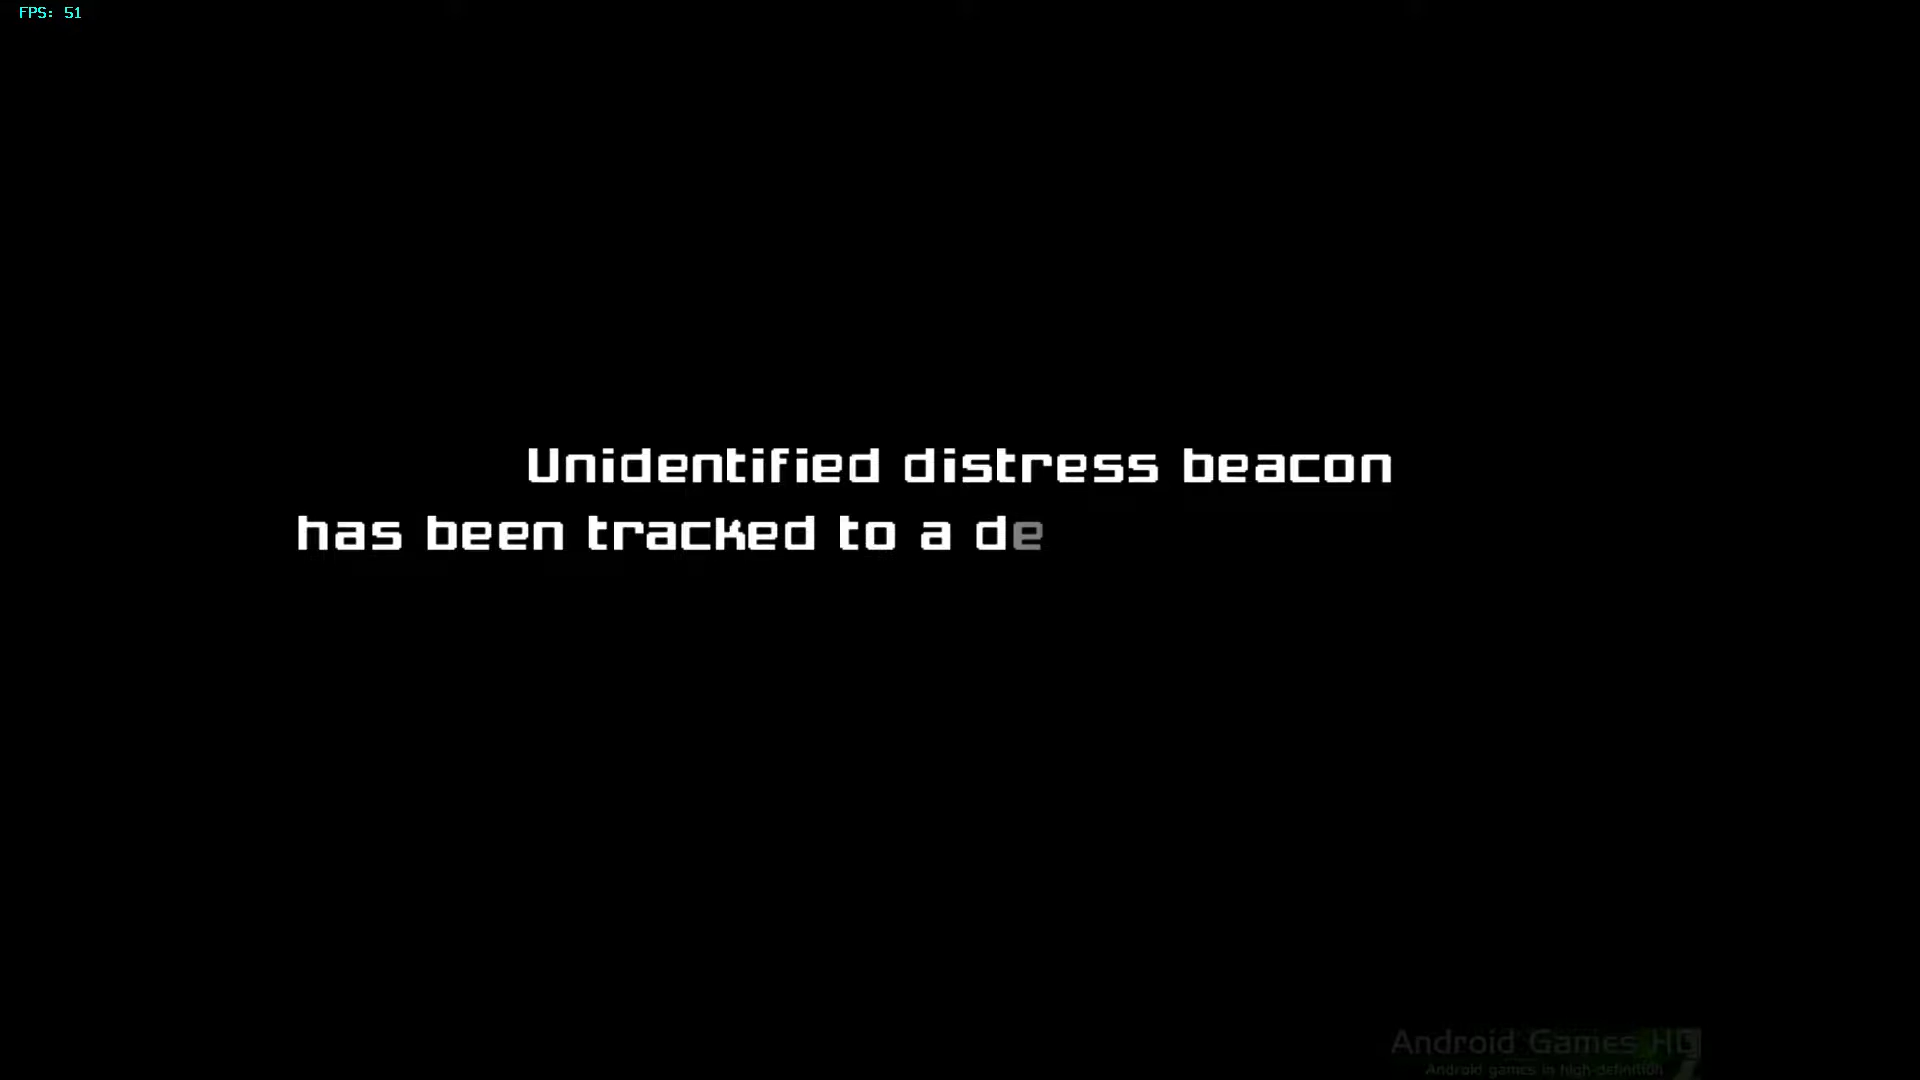 FPS: 51
Unidentified distress beacon
has been tracked to a de
Android Games HD
Android games in high-definition